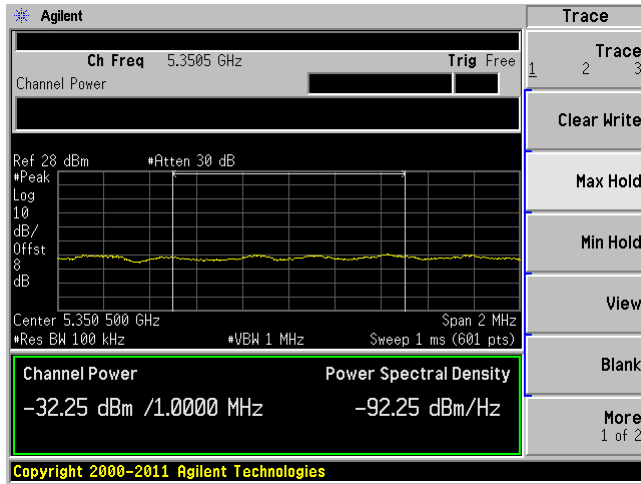 Agilent
Trace
Ch Freq 5.3505 GHz Trig Free
Channel Power
Trace
1 2 3
Clear Write
Max Hold
Min Hold
View
Blank
More
1 of 2
Ref 28 dBm #Atten 30 dB
#Peak
Log
10
dB/
Offst
8
dB
Center 5.350 500 GHz Span 2 MHz
#Res BW 100 kHz #VBW 1 MHz Sweep 1 ms (601 pts)
Channel Power Power Spectral Density
-32.25 dBm /1.0000 MHz -92.25 dBm/Hz
Copyright 2000-2011 Agilent Technologies